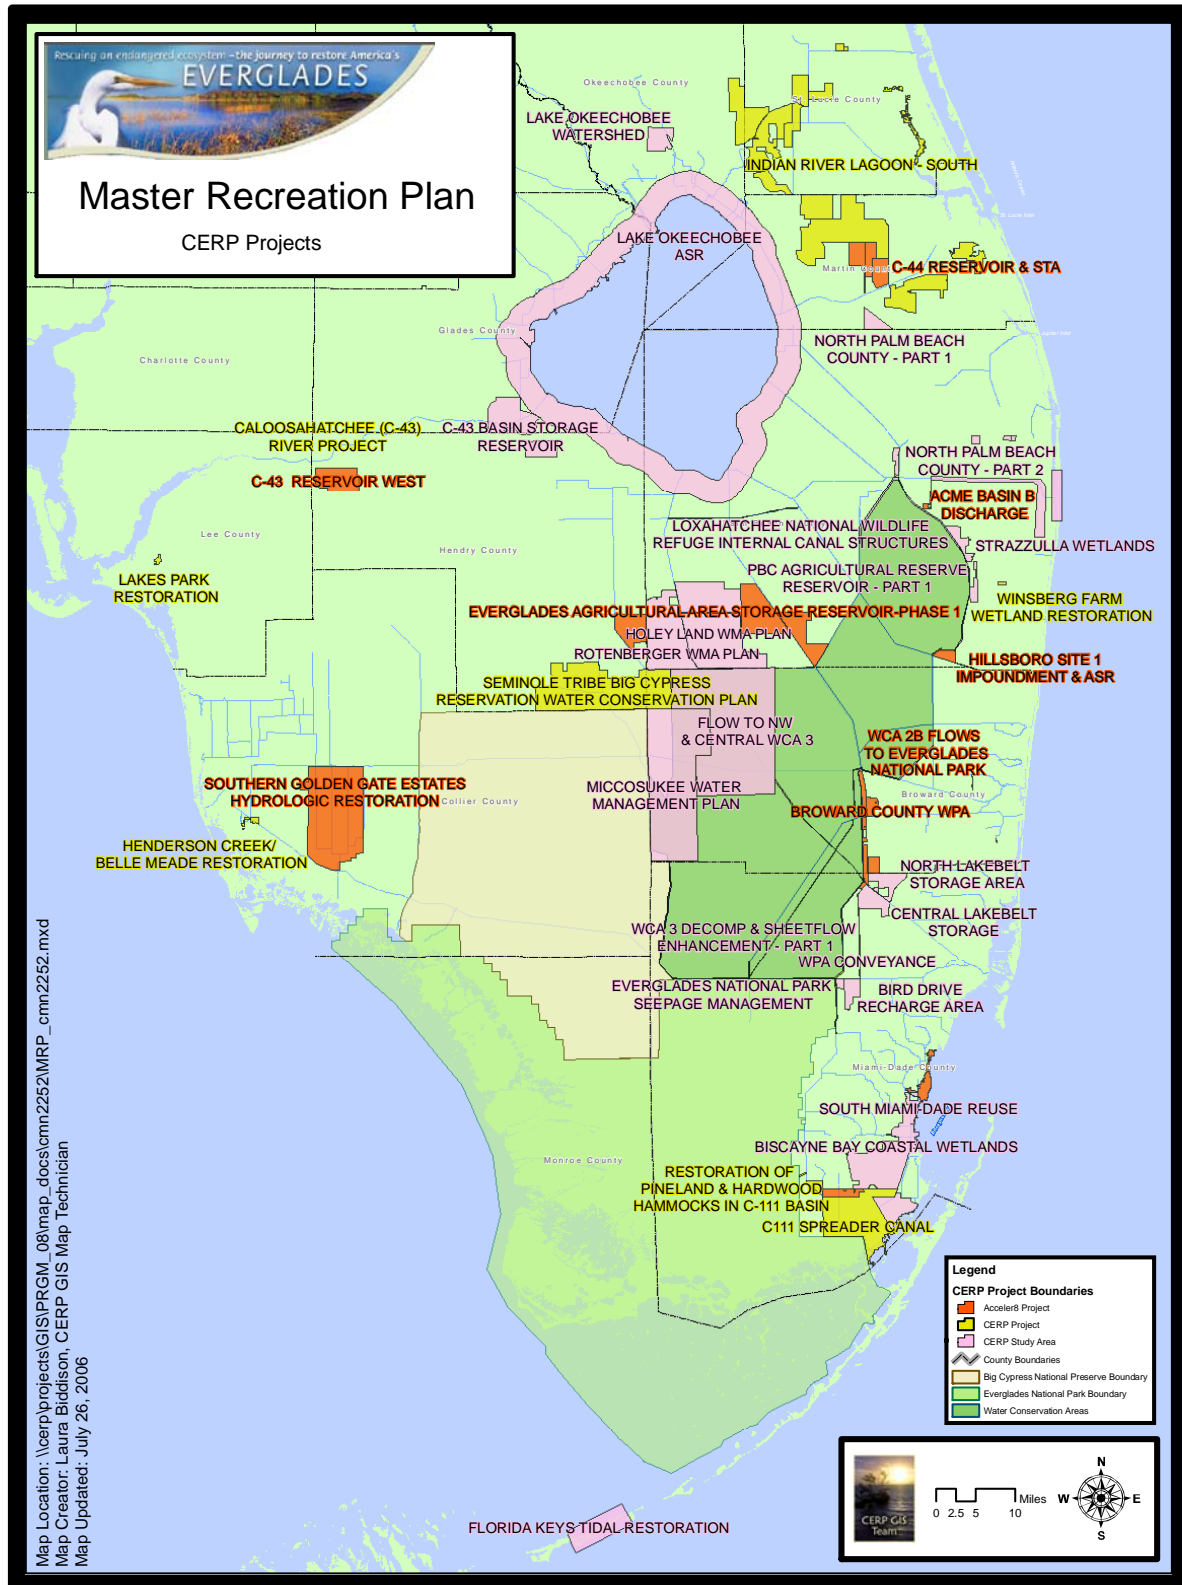 Rescuing an endangered ecosystem - the journey to restore America's
EVERGLADES
Master Recreation Plan
CERP Projects
Okeechobee County
St. Lucie County
LAKE OKEECHOBEE
WATERSHED
INDIAN RIVER LAGOON - SOUTH
St. Lucie Inlet
LAKE OKEECHOBEE
ASR
Martin County
C-44 RESERVOIR & STA
Glades County
Jupiter Inlet
NORTH PALM BEACH
COUNTY - PART 1
Charlotte County
CALOOSAHATCHEE (C-43)
RIVER PROJECT
C-43 BASIN STORAGE
RESERVOIR
NORTH PALM BEACH
COUNTY - PART 2
C-43 RESERVOIR WEST
ACME BASIN B
DISCHARGE
LOXAHATCHEE NATIONAL WILDLIFE
REFUGE INTERNAL CANAL STRUCTURES
Lee County
Hendry County
STRAZZULLA WETLANDS
PBC AGRICULTURAL RESERVE
RESERVOIR - PART 1
LAKES PARK
RESTORATION
WINSBERG FARM
WETLAND RESTORATION
EVERGLADES AGRICULTURAL AREA STORAGE RESERVOIR-PHASE 1
HOLEY LAND WMA PLAN
ROTENBERGER WMA PLAN
HILLSBORO SITE 1
IMPOUNDMENT & ASR
SEMINOLE TRIBE BIG CYPRESS
RESERVATION WATER CONSERVATION PLAN
FLOW TO NW
& CENTRAL WCA 3
WCA 2B FLOWS
TO EVERGLADES
NATIONAL PARK
SOUTHERN GOLDEN GATE ESTATES
HYDROLOGIC RESTORATION
Collier County
MICCOSUKEE WATER
MANAGEMENT PLAN
Broward County
BROWARD COUNTY WPA
HENDERSON CREEK/
BELLE MEADE RESTORATION
NORTH LAKEBELT
STORAGE AREA
CENTRAL LAKEBELT
STORAGE
WCA 3 DECOMP & SHEETFLOW
ENHANCEMENT - PART 1
WPA CONVEYANCE
EVERGLADES NATIONAL PARK
SEEPAGE MANAGEMENT
BIRD DRIVE
RECHARGE AREA
Miami-Dade County
SOUTH MIAMI-DADE REUSE
BISCAYNE BAY COASTAL WETLANDS
Monroe County
RESTORATION OF
PINELAND & HARDWOOD
HAMMOCKS IN C-111 BASIN
C111 SPREADER CANAL
FLORIDA KEYS TIDAL RESTORATION
Legend
CERP Project Boundaries
Acceler8 Project
CERP Project
CERP Study Area
County Boundaries
Big Cypress National Preserve Boundary
Everglades National Park Boundary
Water Conservation Areas
CERP GIS
Team
Miles
0 2.5 5 10
N
W E
S
Map Location: \\cerp\projects\GIS\PRGM_08\map_docs\cmn2252\MRP_cmn2252.mxd
Map Creator: Laura Biddison, CERP GIS Map Technician
Map Updated: July 26, 2006